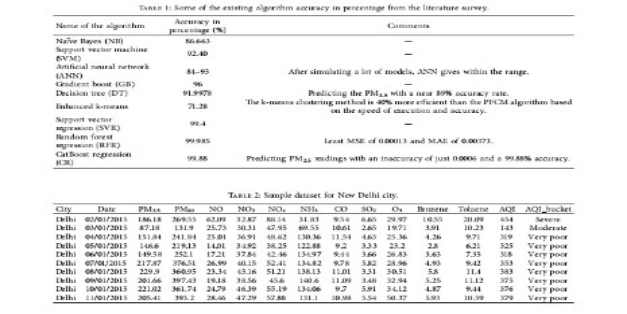 TABLE 1: Some of the existing algorithm accuracy in percentage from the literature survey.
Name of the algorithm Accuracy in percentage (%) Comments
Naïve Bayes (NB) 86.663 —
Support vector machine (SVM) 92.40 —
Artificial neural network (ANN) 84–93 After simulating a lot of models, ANN gives within the range.
Gradient boost (GB) 96 —
Decision tree (DT) 91.9978 Predicting the PM2.5 with a near 89% accuracy rate.
Enhanced k-means 71.28 The k-means clustering method is 40% more efficient than the PFCM algorithm based on the speed of execution and accuracy.
Support vector regression (SVR) 99.4 —
Random forest regression (RFR) 99.985 Least MSE of 0.00013 and MAE of 0.00373.
CatBoost regression (CR) 99.88 Predicting PM2.5 readings with an inaccuracy of just 0.0006 and a 99.88% accuracy.
TABLE 2: Sample dataset for New Delhi city.
City Date NO CO Benzene Toluene AQI AQI_bucket
Delhi 02/01/2015 186.18 269.55 62.09 32.87 88.14 31.83 9.54 6.65 29.97 10.55 20.09 454 Severe
Delhi 03/01/2015 87.18 131.9 25.73 30.31 47.95 69.55 10.61 2.65 19.71 3.91 10.23 143 Moderate
Delhi 04/01/2015 151.84 241.84 25.01 36.91 48.62 130.36 11.54 4.63 25.36 4.26 9.71 319 Very poor
Delhi 05/01/2015 146.6 219.13 14.01 34.92 38.25 122.88 9.2 3.33 23.2 2.8 6.21 325 Very poor
Delhi 06/01/2015 149.58 252.1 17.21 37.84 42.46 134.97 9.44 3.66 26.83 3.63 7.35 318 Very poor
Delhi 07/01/2015 217.87 376.51 26.99 40.15 52.41 134.82 9.78 5.82 28.96 4.93 9.42 353 Very poor
Delhi 08/01/2015 229.9 360.95 23.34 43.16 51.21 138.13 11.01 3.31 30.51 5.8 11.4 383 Very poor
Delhi 09/01/2015 201.66 397.43 19.18 38.56 45.6 140.6 11.09 3.48 32.94 5.25 11.12 375 Very poor
Delhi 10/01/2015 221.02 361.74 24.79 46.39 55.19 134.06 9.7 5.91 34.12 4.87 9.44 376 Very poor
Delhi 11/01/2015 205.41 393.2 28.46 47.29 57.88 131.1 10.98 5.54 50.37 5.93 10.59 379 Very poor